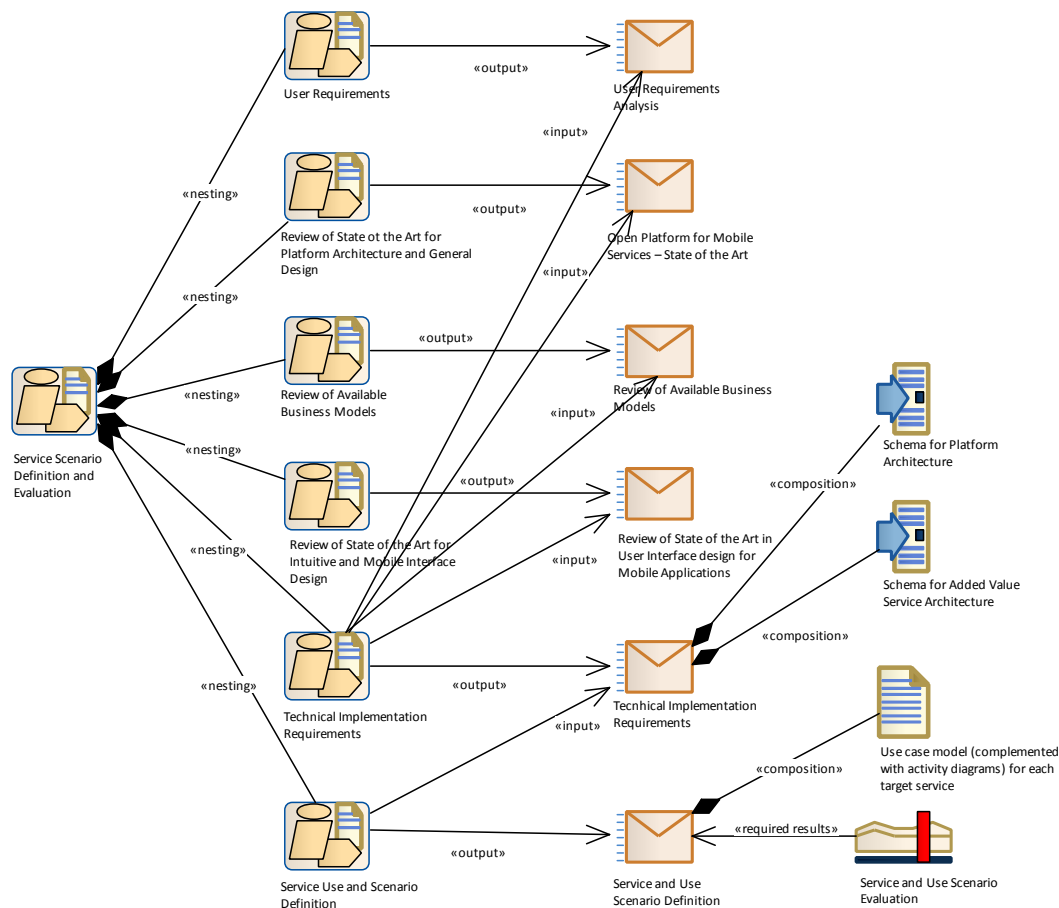 «output»
User Requirements
User Requirements
Analysis
«input»
«nesting»
«output»
Review of State ot the Art for
Platform Architecture and General
Design
Open Platform for Mobile
Services – State of the Art
«input»
«nesting»
«output»
«nesting»
Review of Available
Business Models
Review of Available Business
Models
«input»
Service Scenario
Definition and
Evaluation
«nesting»
«output»
Schema for Platform
Architecture
«composition»
Review of State of the Art for
Intuitive and Mobile Interface
Design
Review of State of the Art in
User Interface design for
Mobile Applications
«nesting»
«input»
Schema for Added Value
Service Architecture
«composition»
«nesting»
«output»
Technical Implementation
Requirements
«input»
Tecnhical Implementation
Requirements
Use case model (complemented
with activity diagrams) for each
target service
«composition»
«required results»
«output»
Service Use and Scenario
Definition
Service and Use
Scenario Definition
Service and Use Scenario
Evaluation